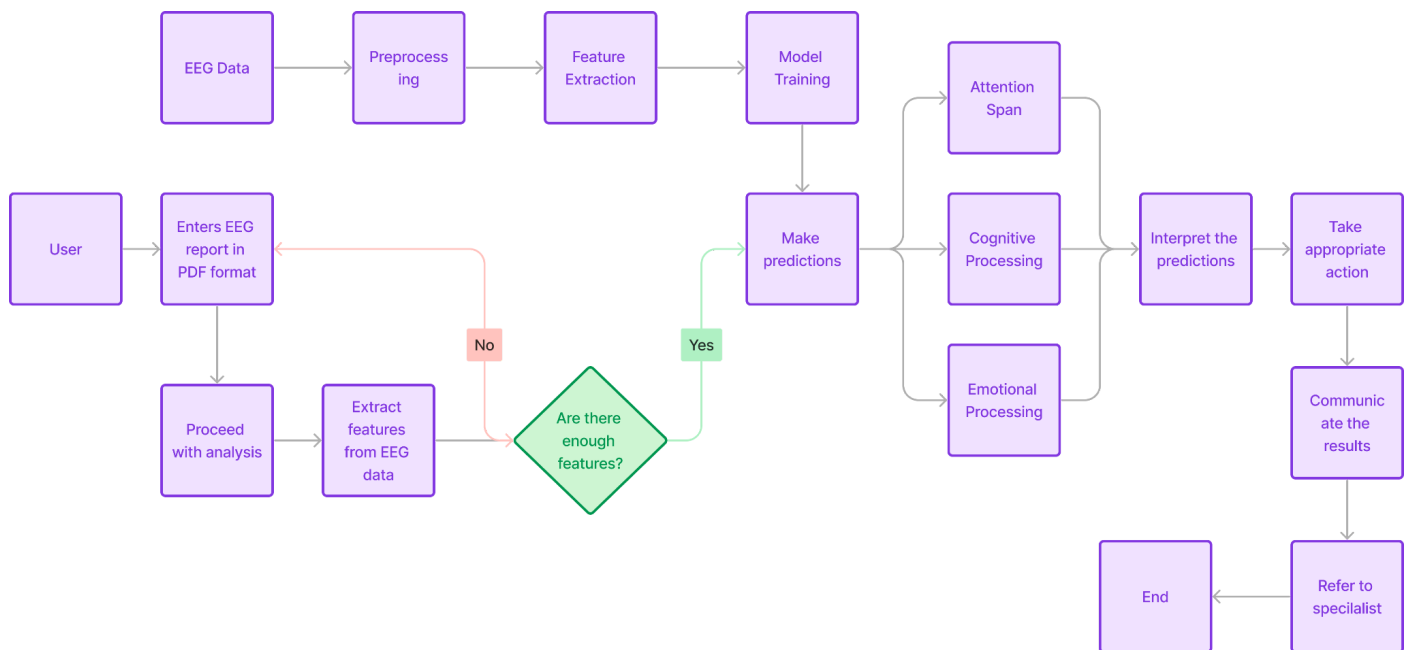 EEG Data
Preprocess
ing
Feature
Extraction
Model
Training
Attention
Span
User
Enters EEG
report in
PDF format
Make
predictions
Cognitive
Processing
Interpret the
predictions
Take
appropriate
action
No
Yes
Proceed
with analysis
Extract
features
from EEG
data
Are there
enough
features?
Emotional
Processing
Communic
ate the
results
End
Refer to
specilalist